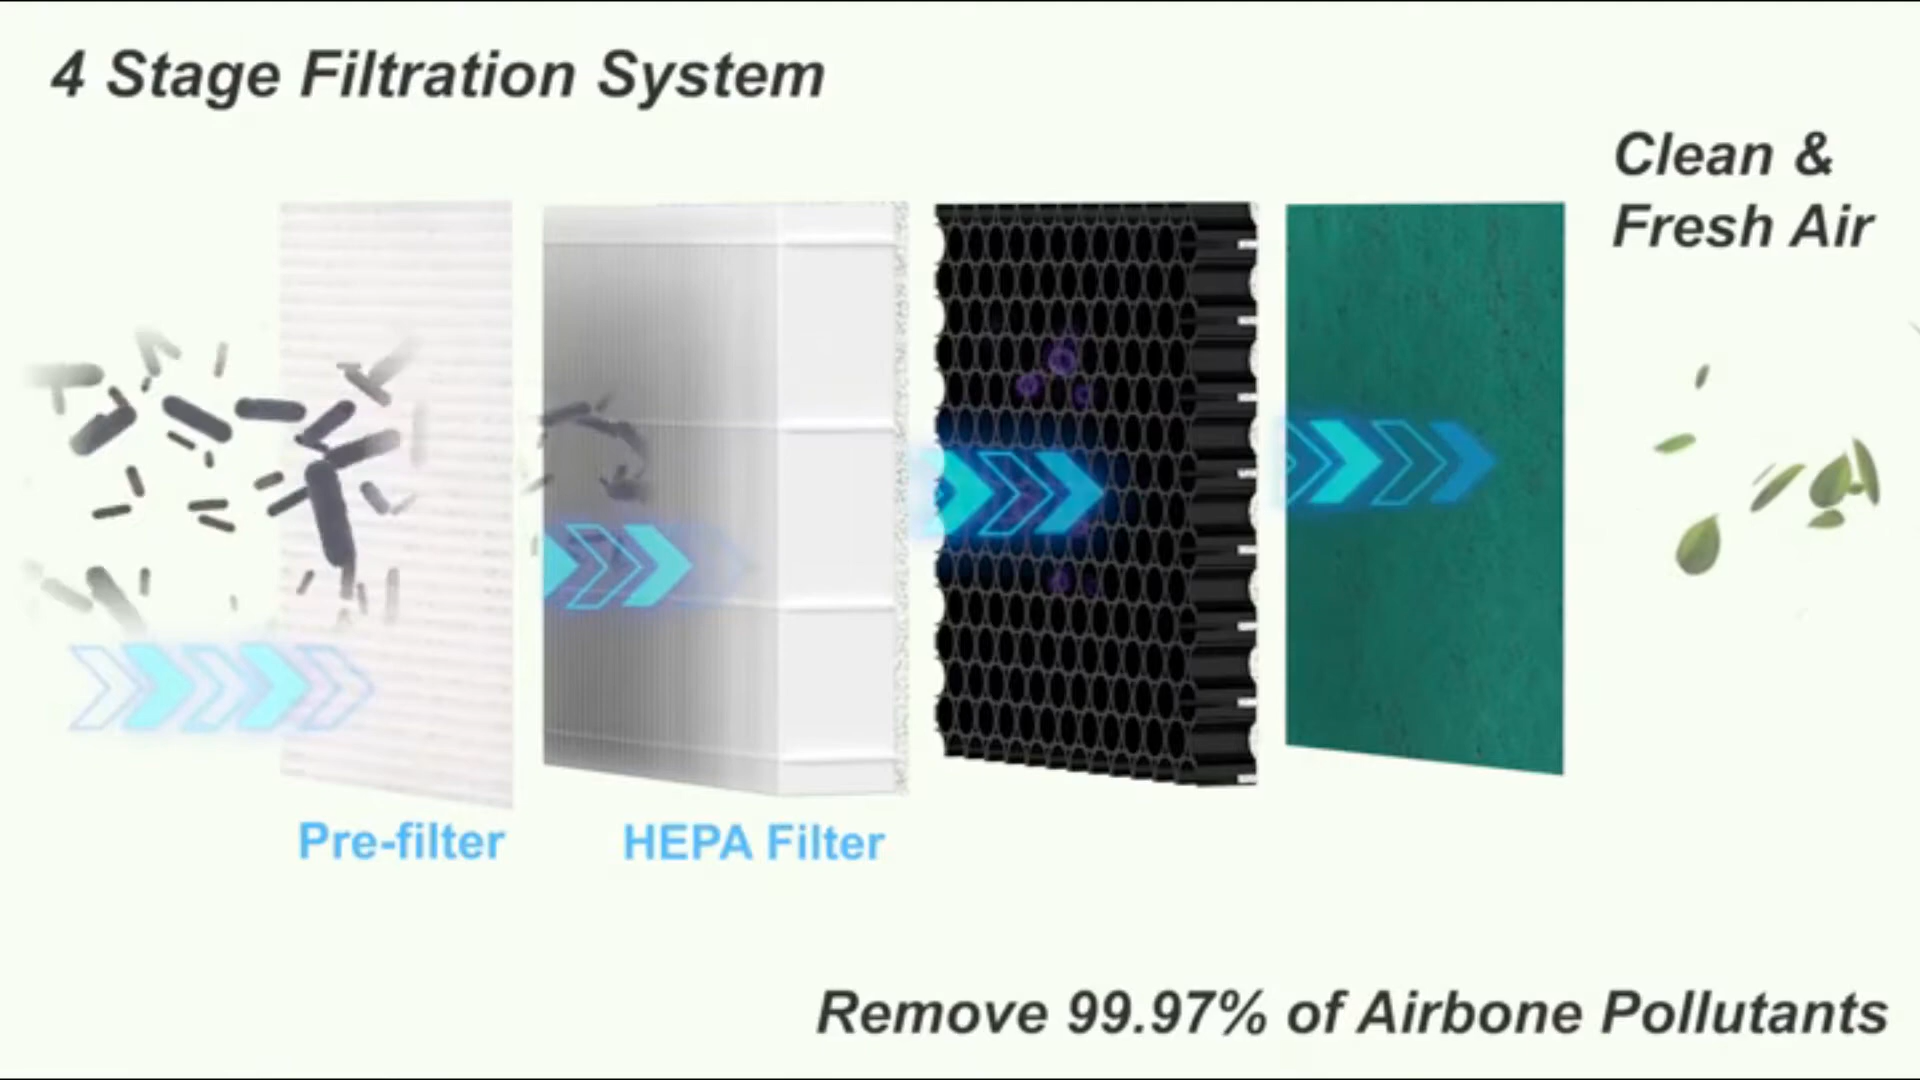 4 Stage Filtration System
Clean &
Fresh Air
Pre-filter
HEPA Filter
Remove 99.97% of Airbone Pollutants